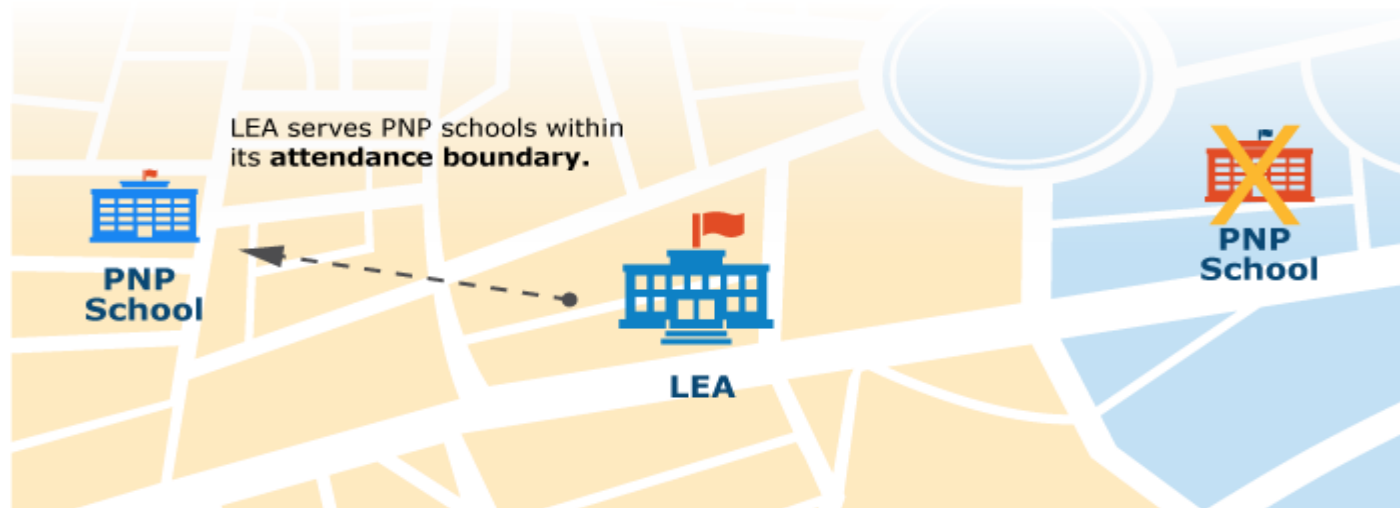 LEA serves PNP schools within
its attendance boundary.
PNP
School
LEA
PNP
School